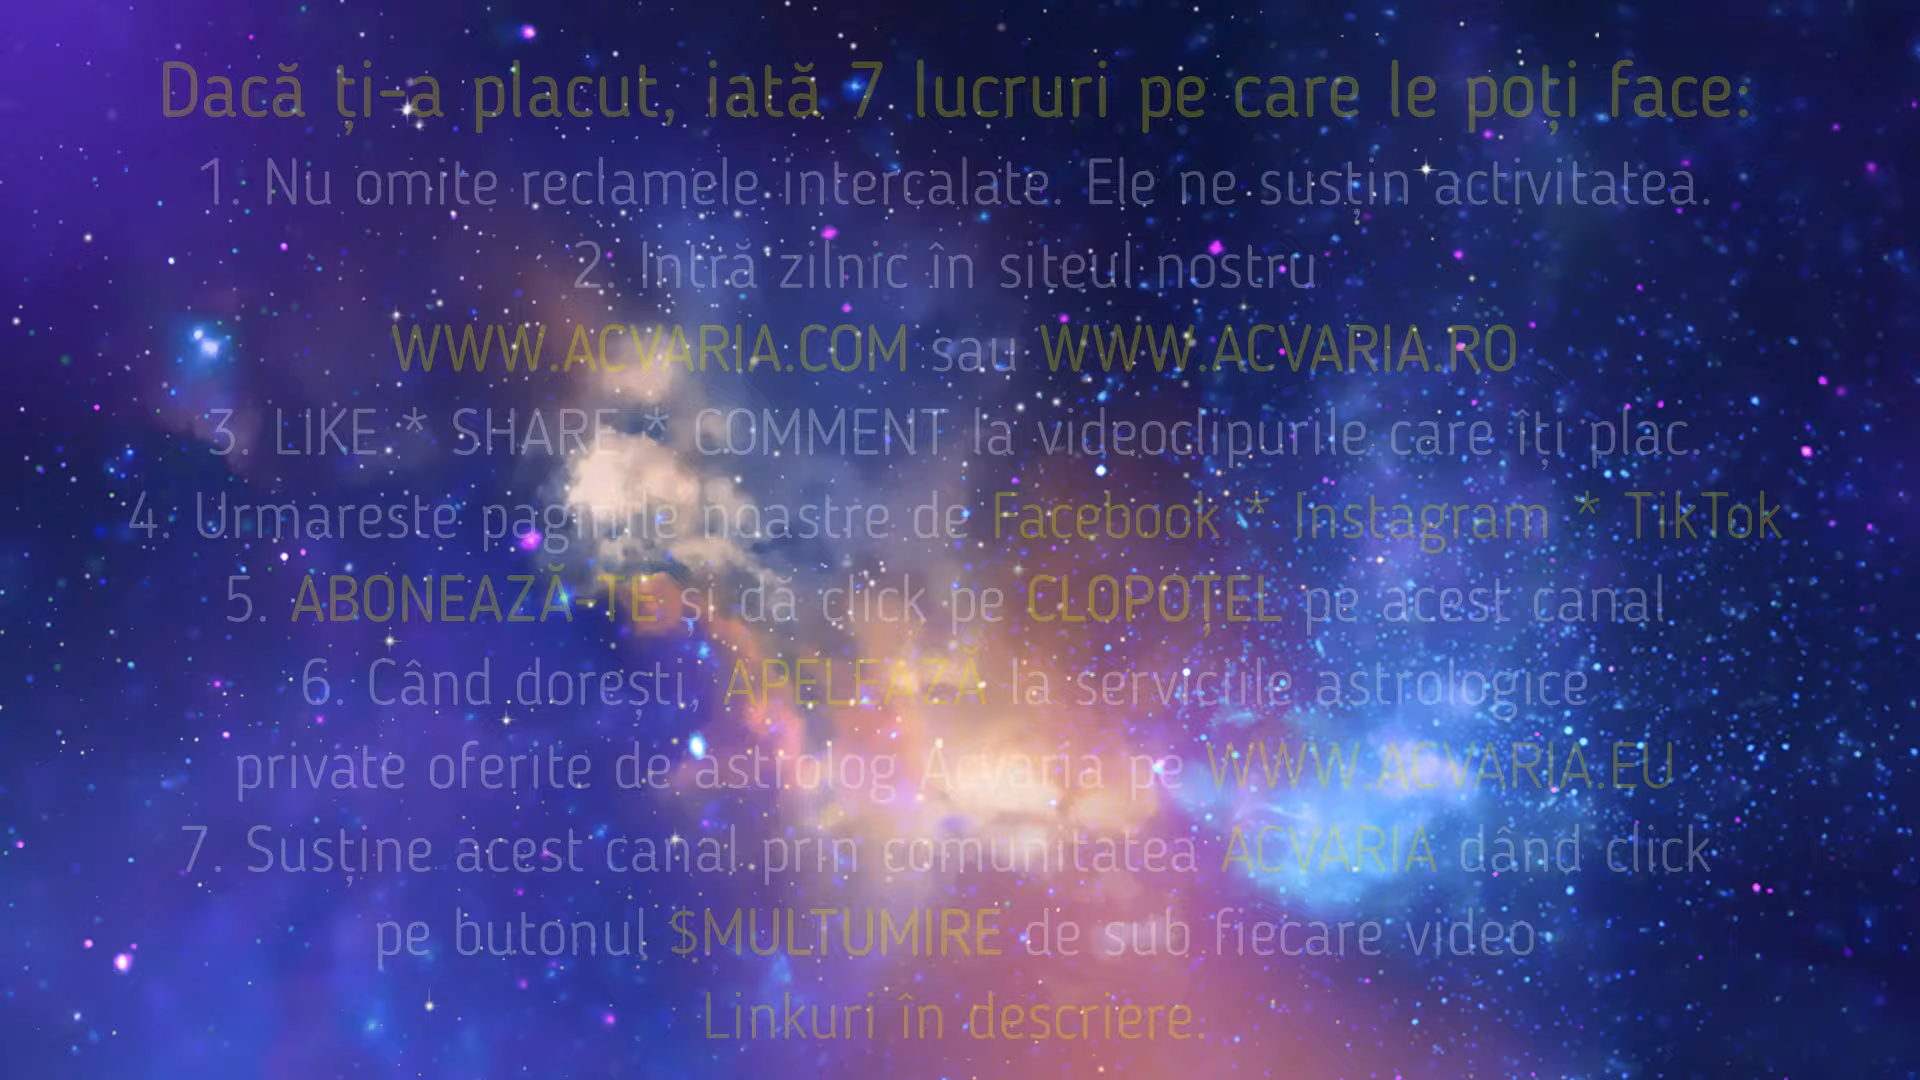 Dacă ți-a placut, iată 7 lucruri pe care le poți face:
1. Nu omite reclamele intercalate. Ele ne susțin activitatea.
2. Intră zilnic în siteul nostru
WWW.ACVARIA.COM sau WWW.ACVARIA.RO
3. LIKE * SHARE * COMMENT la videoclipurile care îți plac.
4. Urmareste paginile noastre de Facebook * Instagram * TikTok
5. ABONEAZĂ-TE și dă click pe CLOPOȚEL pe acest canal
6. Când dorești, APELEAZĂ la serviciile astrologice
private oferite de astrolog Acvaria pe WWW.ACVARIA.EU
7. Susține acest canal prin comunitatea ACVARIA dând click
pe butonul $MULTUMIRE de sub fiecare video
Linkuri în descriere.